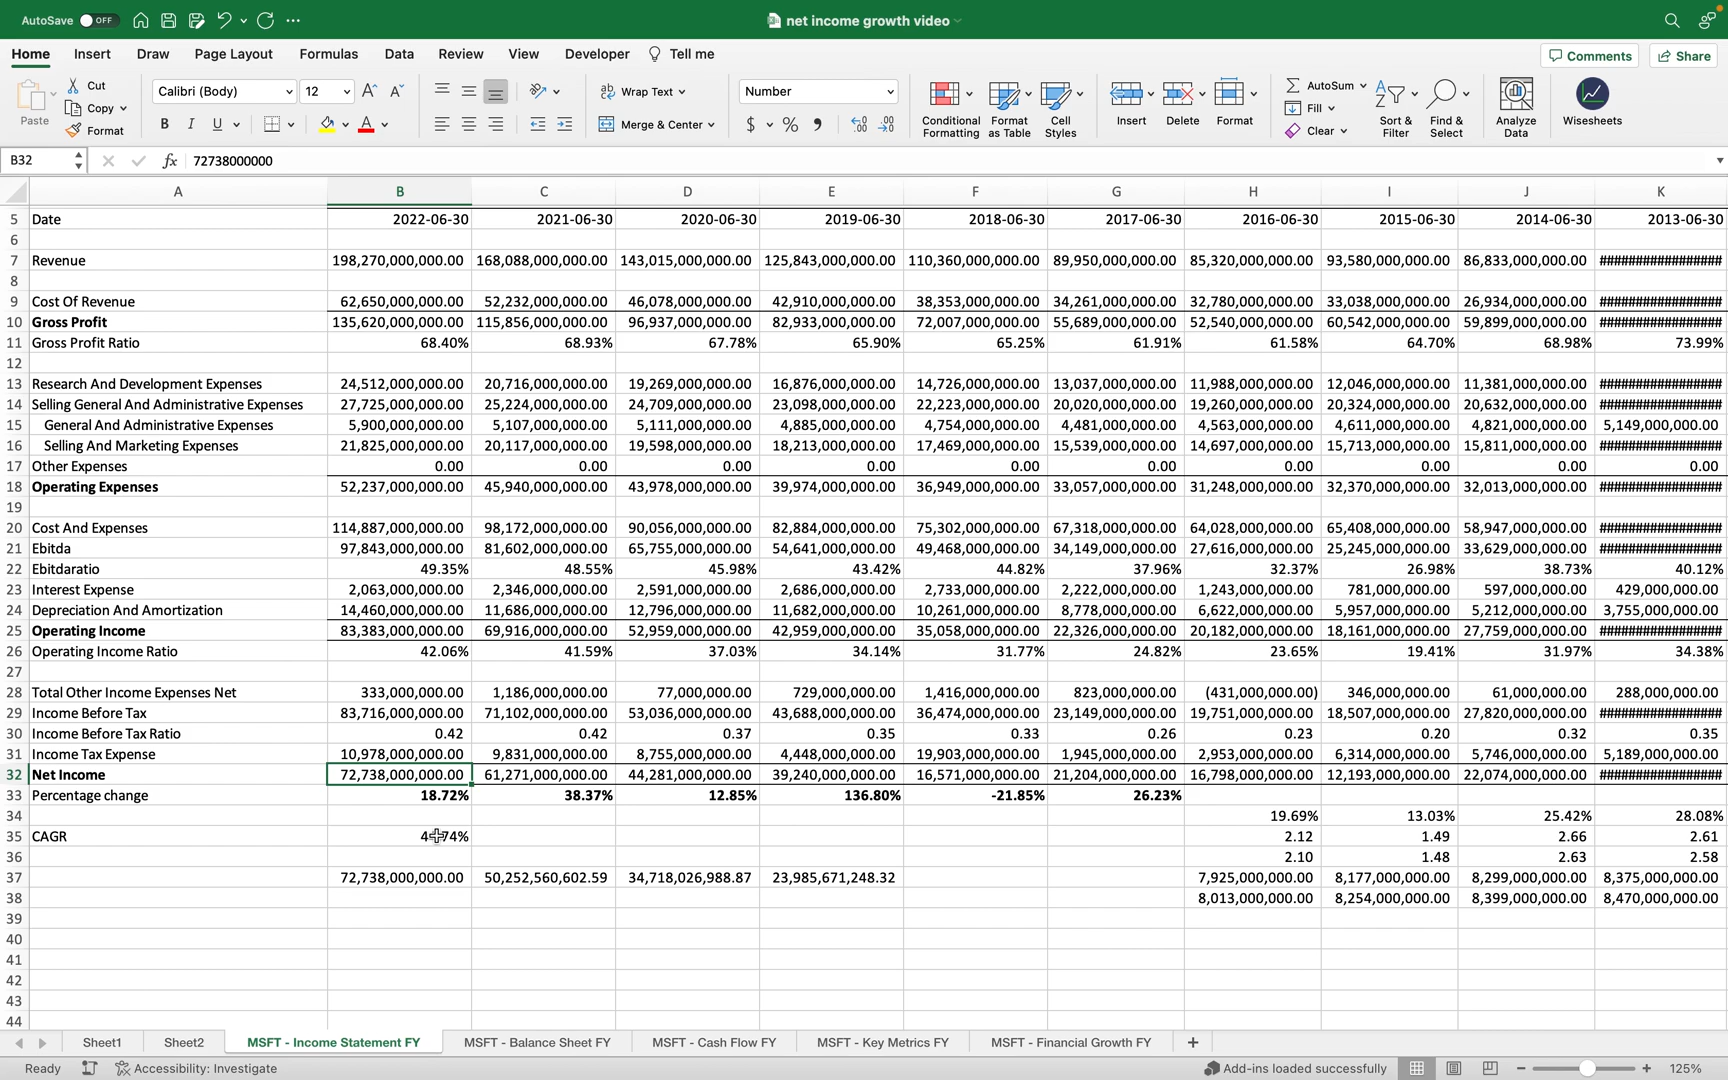 AutoSave OFF net income growth video
Home Insert Draw Page Layout Formulas Data Review View Developer Tell me Comments Share
Paste Cut Copy Format
Calibri (Body) 12 A^ A˅
B I U A
ab Wrap Text
Merge & Center
Number
$ % , .00
Conditional Formatting Format as Table Cell Styles
Insert Delete Format
AutoSum Fill Clear
Sort & Filter Find & Select
Analyze Data
Wisesheets
B32 fx 72738000000
A B C D E F G H I J K
5 Date 2022-06-30 2021-06-30 2020-06-30 2019-06-30 2018-06-30 2017-06-30 2016-06-30 2015-06-30 2014-06-30 2013-06-30
6
7 Revenue 198,270,000,000.00 168,088,000,000.00 143,015,000,000.00 125,843,000,000.00 110,360,000,000.00 89,950,000,000.00 85,320,000,000.00 93,580,000,000.00 86,833,000,000.00 #################
8
9 Cost Of Revenue 62,650,000,000.00 52,232,000,000.00 46,078,000,000.00 42,910,000,000.00 38,353,000,000.00 34,261,000,000.00 32,780,000,000.00 33,038,000,000.00 26,934,000,000.00 #################
10 Gross Profit 135,620,000,000.00 115,856,000,000.00 96,937,000,000.00 82,933,000,000.00 72,007,000,000.00 55,689,000,000.00 52,540,000,000.00 60,542,000,000.00 59,899,000,000.00 #################
11 Gross Profit Ratio 68.40% 68.93% 67.78% 65.90% 65.25% 61.91% 61.58% 64.70% 68.98% 73.99%
12
13 Research And Development Expenses 24,512,000,000.00 20,716,000,000.00 19,269,000,000.00 16,876,000,000.00 14,726,000,000.00 13,037,000,000.00 11,988,000,000.00 12,046,000,000.00 11,381,000,000.00 #################
14 Selling General And Administrative Expenses 27,725,000,000.00 25,224,000,000.00 24,709,000,000.00 23,098,000,000.00 22,223,000,000.00 20,020,000,000.00 19,260,000,000.00 20,324,000,000.00 20,632,000,000.00 #################
15 General And Administrative Expenses 5,900,000,000.00 5,107,000,000.00 5,111,000,000.00 4,885,000,000.00 4,754,000,000.00 4,481,000,000.00 4,563,000,000.00 4,611,000,000.00 4,821,000,000.00 5,149,000,000.00
16 Selling And Marketing Expenses 21,825,000,000.00 20,117,000,000.00 19,598,000,000.00 18,213,000,000.00 17,469,000,000.00 15,539,000,000.00 14,697,000,000.00 15,713,000,000.00 15,811,000,000.00 #################
17 Other Expenses 0.00 0.00 0.00 0.00 0.00 0.00 0.00 0.00 0.00 0.00
18 Operating Expenses 52,237,000,000.00 45,940,000,000.00 43,978,000,000.00 39,974,000,000.00 36,949,000,000.00 33,057,000,000.00 31,248,000,000.00 32,370,000,000.00 32,013,000,000.00 #################
19
20 Cost And Expenses 114,887,000,000.00 98,172,000,000.00 90,056,000,000.00 82,884,000,000.00 75,302,000,000.00 67,318,000,000.00 64,028,000,000.00 65,408,000,000.00 58,947,000,000.00 #################
21 Ebitda 97,843,000,000.00 81,602,000,000.00 65,755,000,000.00 54,641,000,000.00 49,468,000,000.00 34,149,000,000.00 27,616,000,000.00 25,245,000,000.00 33,629,000,000.00 #################
22 Ebitdaratio 49.35% 48.55% 45.98% 43.42% 44.82% 37.96% 32.37% 26.98% 38.73% 40.12%
23 Interest Expense 2,063,000,000.00 2,346,000,000.00 2,591,000,000.00 2,686,000,000.00 2,733,000,000.00 2,222,000,000.00 1,243,000,000.00 781,000,000.00 597,000,000.00 429,000,000.00
24 Depreciation And Amortization 14,460,000,000.00 11,686,000,000.00 12,796,000,000.00 11,682,000,000.00 10,261,000,000.00 8,778,000,000.00 6,622,000,000.00 5,957,000,000.00 5,212,000,000.00 3,755,000,000.00
25 Operating Income 83,383,000,000.00 69,916,000,000.00 52,959,000,000.00 42,959,000,000.00 35,058,000,000.00 22,326,000,000.00 20,182,000,000.00 18,161,000,000.00 27,759,000,000.00 #################
26 Operating Income Ratio 42.06% 41.59% 37.03% 34.14% 31.77% 24.82% 23.65% 19.41% 31.97% 34.38%
27
28 Total Other Income Expenses Net 333,000,000.00 1,186,000,000.00 77,000,000.00 729,000,000.00 1,416,000,000.00 823,000,000.00 (431,000,000.00) 346,000,000.00 61,000,000.00 288,000,000.00
29 Income Before Tax 83,716,000,000.00 71,102,000,000.00 53,036,000,000.00 43,688,000,000.00 36,474,000,000.00 23,149,000,000.00 19,751,000,000.00 18,507,000,000.00 27,820,000,000.00 #################
30 Income Before Tax Ratio 0.42 0.42 0.37 0.35 0.33 0.26 0.23 0.20 0.32 0.35
31 Income Tax Expense 10,978,000,000.00 9,831,000,000.00 8,755,000,000.00 4,448,000,000.00 19,903,000,000.00 1,945,000,000.00 2,953,000,000.00 6,314,000,000.00 5,746,000,000.00 5,189,000,000.00
32 Net Income 72,738,000,000.00 61,271,000,000.00 44,281,000,000.00 39,240,000,000.00 16,571,000,000.00 21,204,000,000.00 16,798,000,000.00 12,193,000,000.00 22,074,000,000.00 #################
33 Percentage change 18.72% 38.37% 12.85% 136.80% -21.85% 26.23%
34 19.69% 13.03% 25.42% 28.08%
35 CAGR 2.12 1.49 2.66 2.61
36 2.10 1.48 2.63 2.58
37 72,738,000,000.00 50,252,560,602.59 34,718,026,988.87 23,985,671,248.32 7,925,000,000.00 8,177,000,000.00 8,299,000,000.00 8,375,000,000.00
38 8,013,000,000.00 8,254,000,000.00 8,399,000,000.00 8,470,000,000.00
39
40
41
42
43
44
Sheet1 Sheet2 MSFT - Income Statement FY MSFT - Balance Sheet FY MSFT - Cash Flow FY MSFT - Key Metrics FY MSFT - Financial Growth FY +
Ready Accessibility: Investigate Add-ins loaded successfully 125%